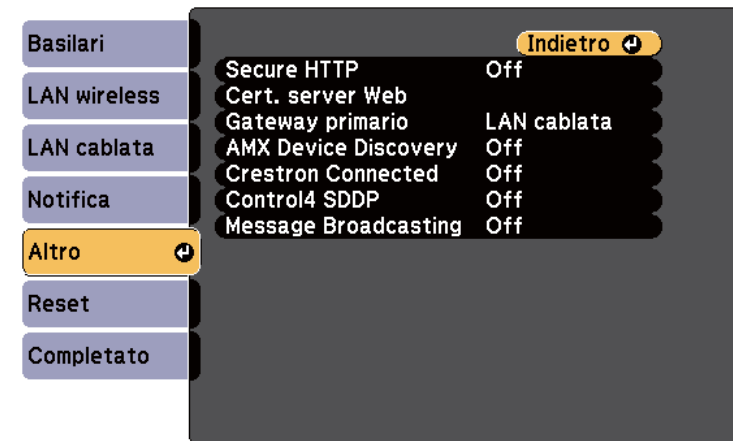 Basilari
LAN wireless
LAN cablata
Notifica
Altro
Reset
Completato
Indietro
Secure HTTP Off
Cert. server Web
Gateway primario LAN cablata
AMX Device Discovery Off
Crestron Connected Off
Control4 SDDP Off
Message Broadcasting Off